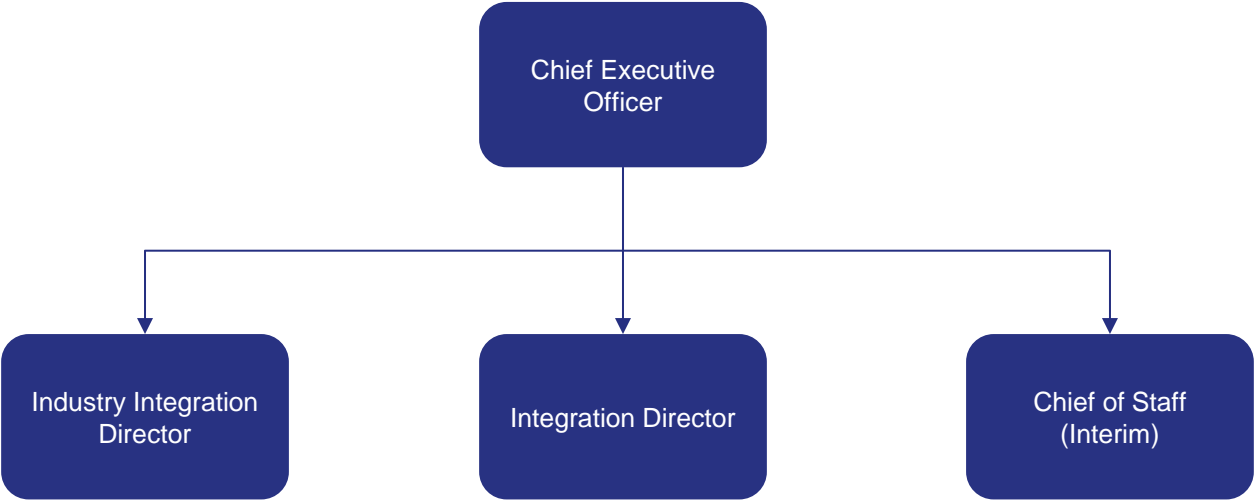 Chief Executive
Officer
Industry Integration
Director
Integration Director
Chief of Staff
(Interim)